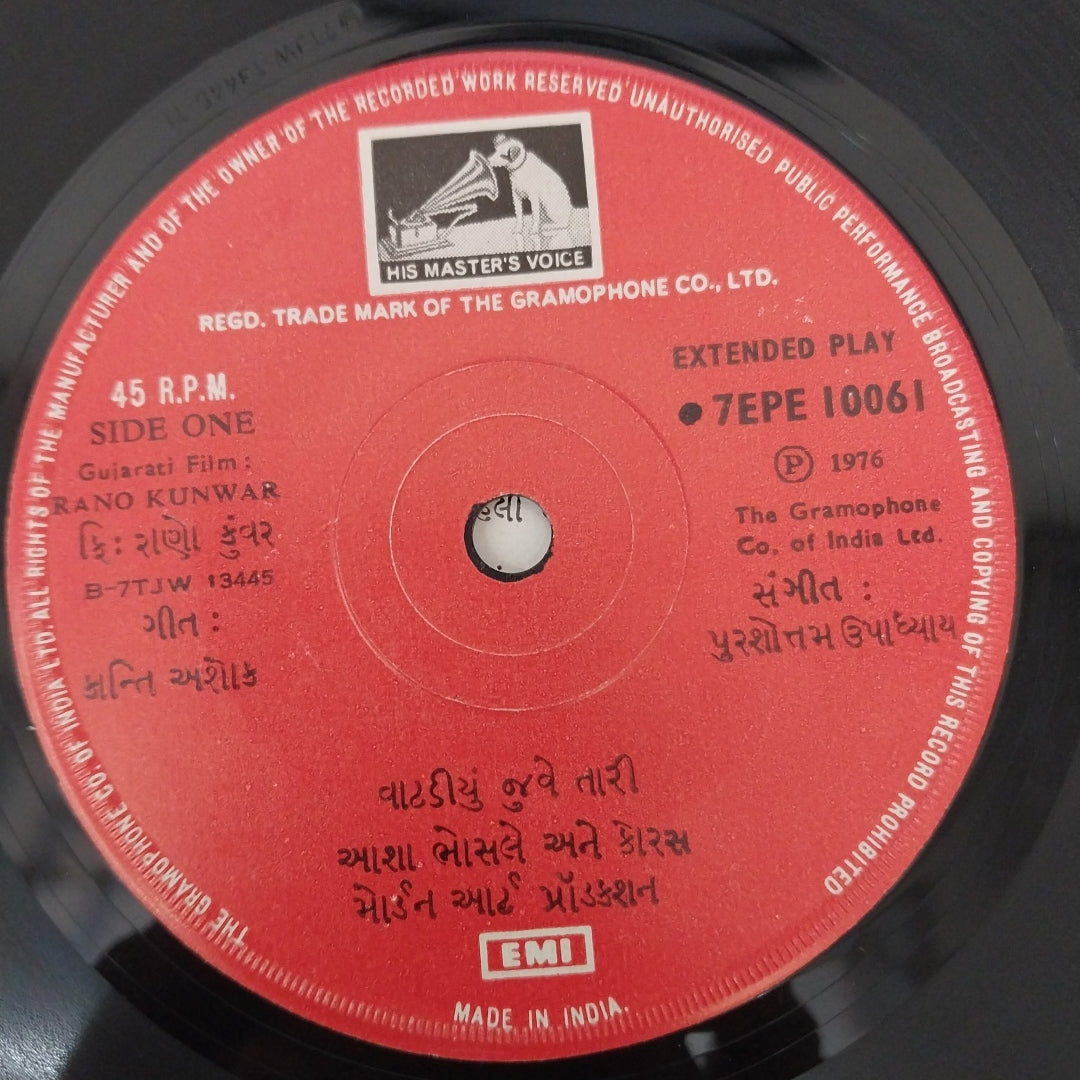 THE GRAMOPHONE CO. OF INDIA LTD. ALL RIGHTS OF THE MANUFACTURER AND OF THE OWNER OF THE RECORDED WORK RESERVED UNAUTHORISED PUBLIC PERFORMANCE BROADCASTING AND COPYING OF THIS RECORD PROHIBITED
HIS MASTER'S VOICE
REGD. TRADE MARK OF THE GRAMOPHONE CO., LTD.
45 R.P.M.
SIDE ONE
Gujarati Film :
RANO KUNWAR
ફિ: રાણો કુંવર
B-7TJW 13445
ગીત :
કાન્તિ અશોક
EXTENDED PLAY
7EPE 10061
Ⓟ 1976
The Gramophone
Co. of India Ltd.
સંગીત :
પુરશોત્તમ ઉપાધ્યાય
વાટડીયું જુવે તારી
આશા ભોસલે અને કોરસ
મોર્ડન આર્ટ પ્રૉડકશન
EMI
MADE IN INDIA.